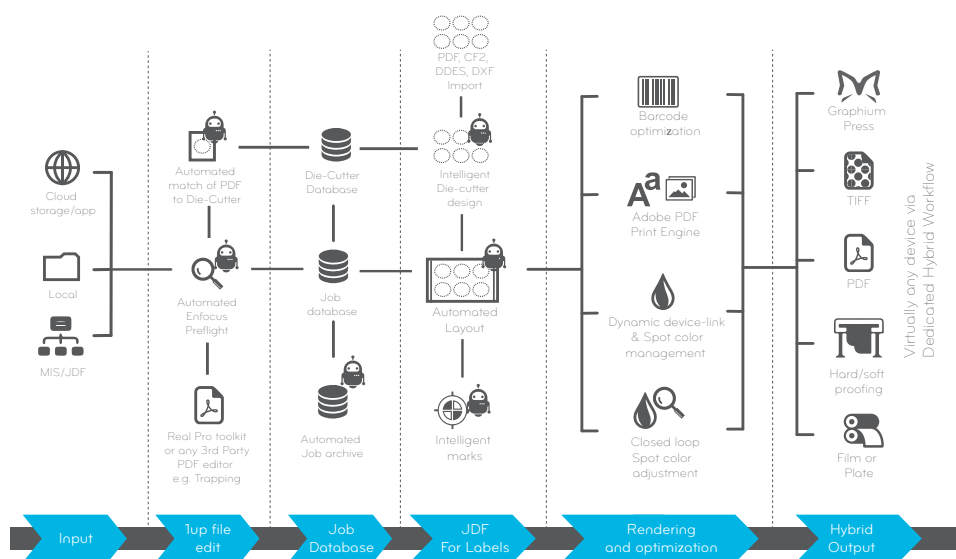 Cloud
storage/app
Local
MIS/JDF
Automated
match of PDF
to Die-Cutter
Automated
Enfocus
Preflight
Real Pro toolkit
or any 3rd Party
PDF editor
e.g. Trapping
Die-Cutter
Database
Job
database
Automated
Job archive
PDF, CF2,
DDES, DXF
Import
Intelligent
Die-cutter
design
Automated
Layout
Intelligent
marks
Barcode
optimization
Aa
Adobe PDF
Print Engine
Dynamic device-link
& Spot color
management
Closed loop
Spot color
adjustment
Graphium
Press
TIFF
PDF
Hard/soft
proofing
Film or
Plate
Virtually any device via
Dedicated Hybrid Workflow
Input
1up file
edit
Job
Database
JDF
For Labels
Rendering
and optimization
Hybrid
Output